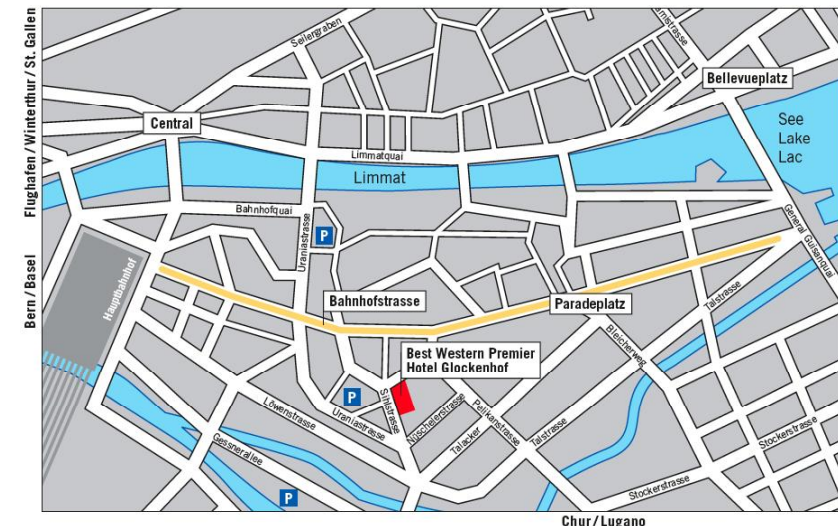 Flughafen / Winterthur / St. Gallen
Bern / Basel
Seilergraben
Bellevueplatz
Central
See
Lake
Lac
Limmatquai
Limmat
Bahnhofquai
Uraniastrasse
P
General Guisanquai
Hauptbahnhof
Bahnhofstrasse
Paradeplatz
Talstrasse
Bleicherweg
Best Western Premier
Hotel Glockenhof
P
Sihlstrasse
Löwenstrasse
Uraniastrasse
Nüschelerstrasse
Pelikanstrasse
Talacker
Talstrasse
Stockerstrasse
Gessnerallee
Stockerstrasse
P
Chur / Lugano